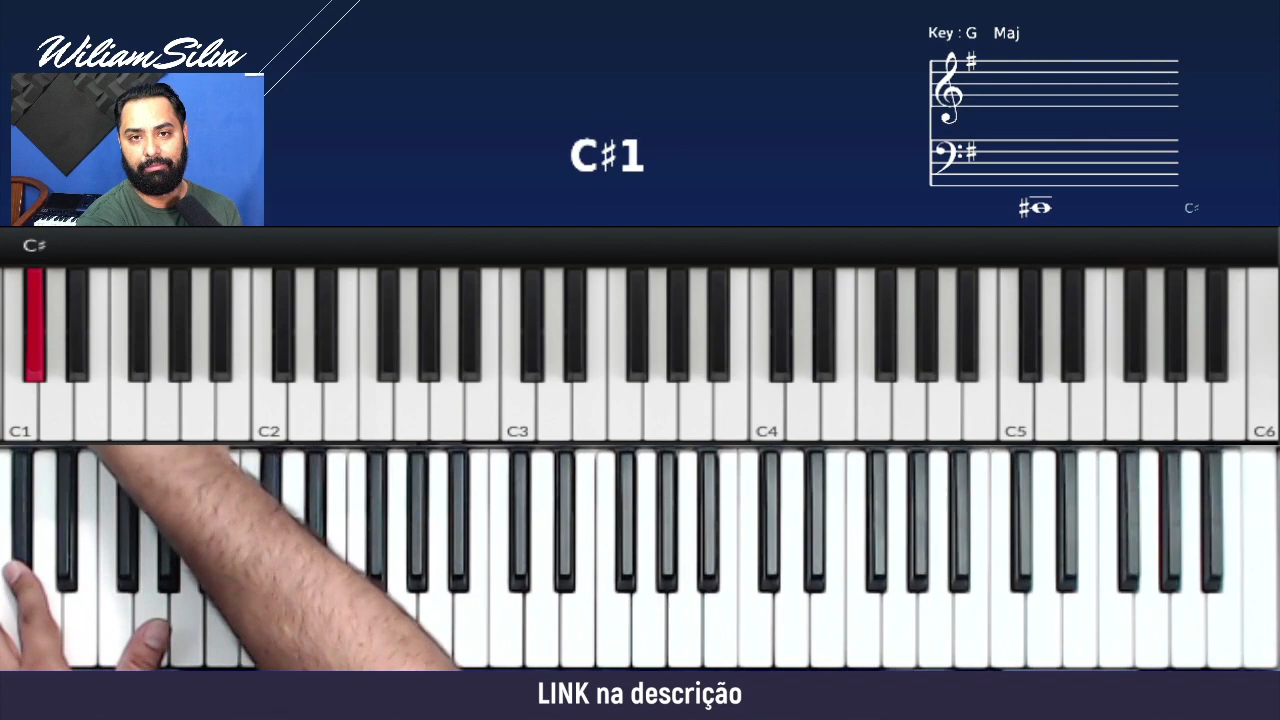 WiliamSilva
Key : G Maj
C♯1
C♯
C♯
C1 C2 C3 C4 C5 C6
LINK na descrição